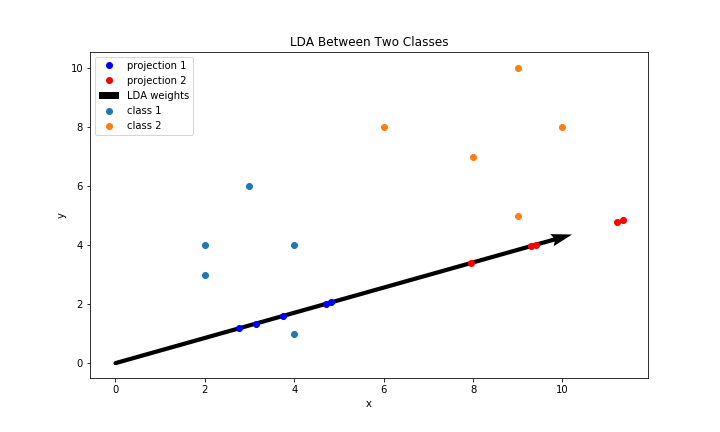 LDA Between Two Classes
projection 1
projection 2
LDA weights
class 1
class 2
10
8
6
4
2
0
y
0 2 4 6 8 10
x